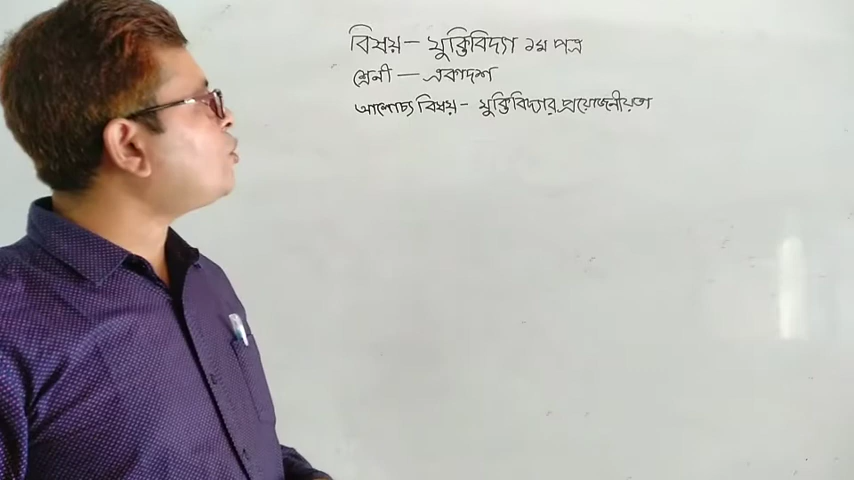 বিষয় - যুক্তিবিদ্যা ১ম পত্র
শ্রেনী - একাদশ
আলোচ্য বিষয় - যুক্তিবিদ্যার প্রয়োজনীয়তা